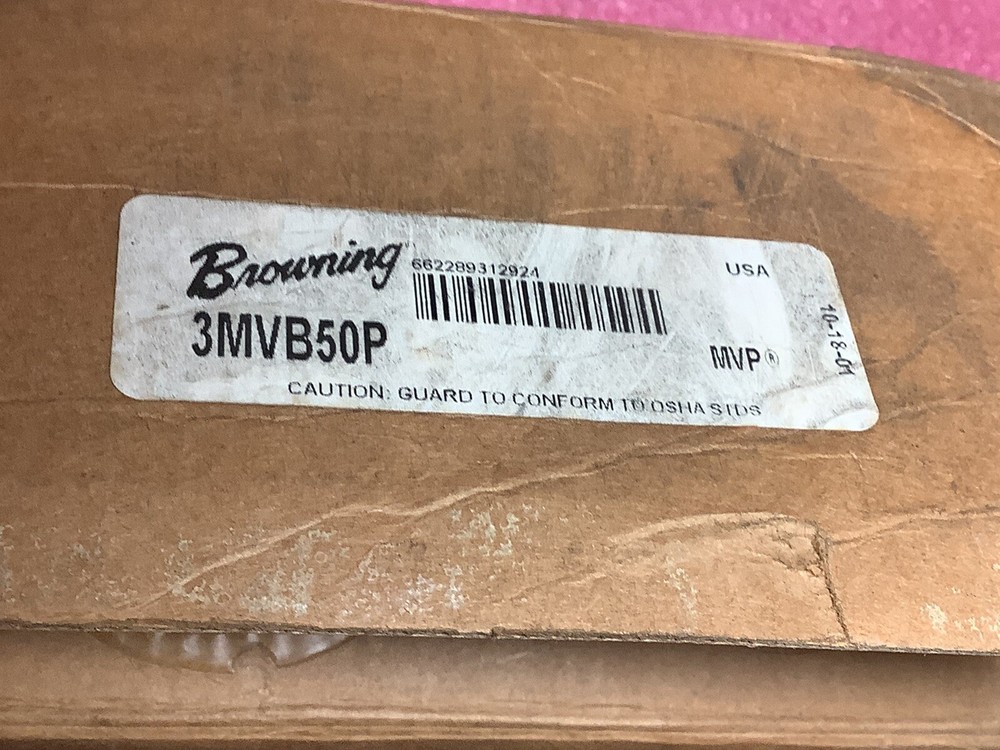 Browning
662289312924
USA
3MVB50P
MVP®
10-18-01
CAUTION: GUARD TO CONFORM TO OSHA STDS